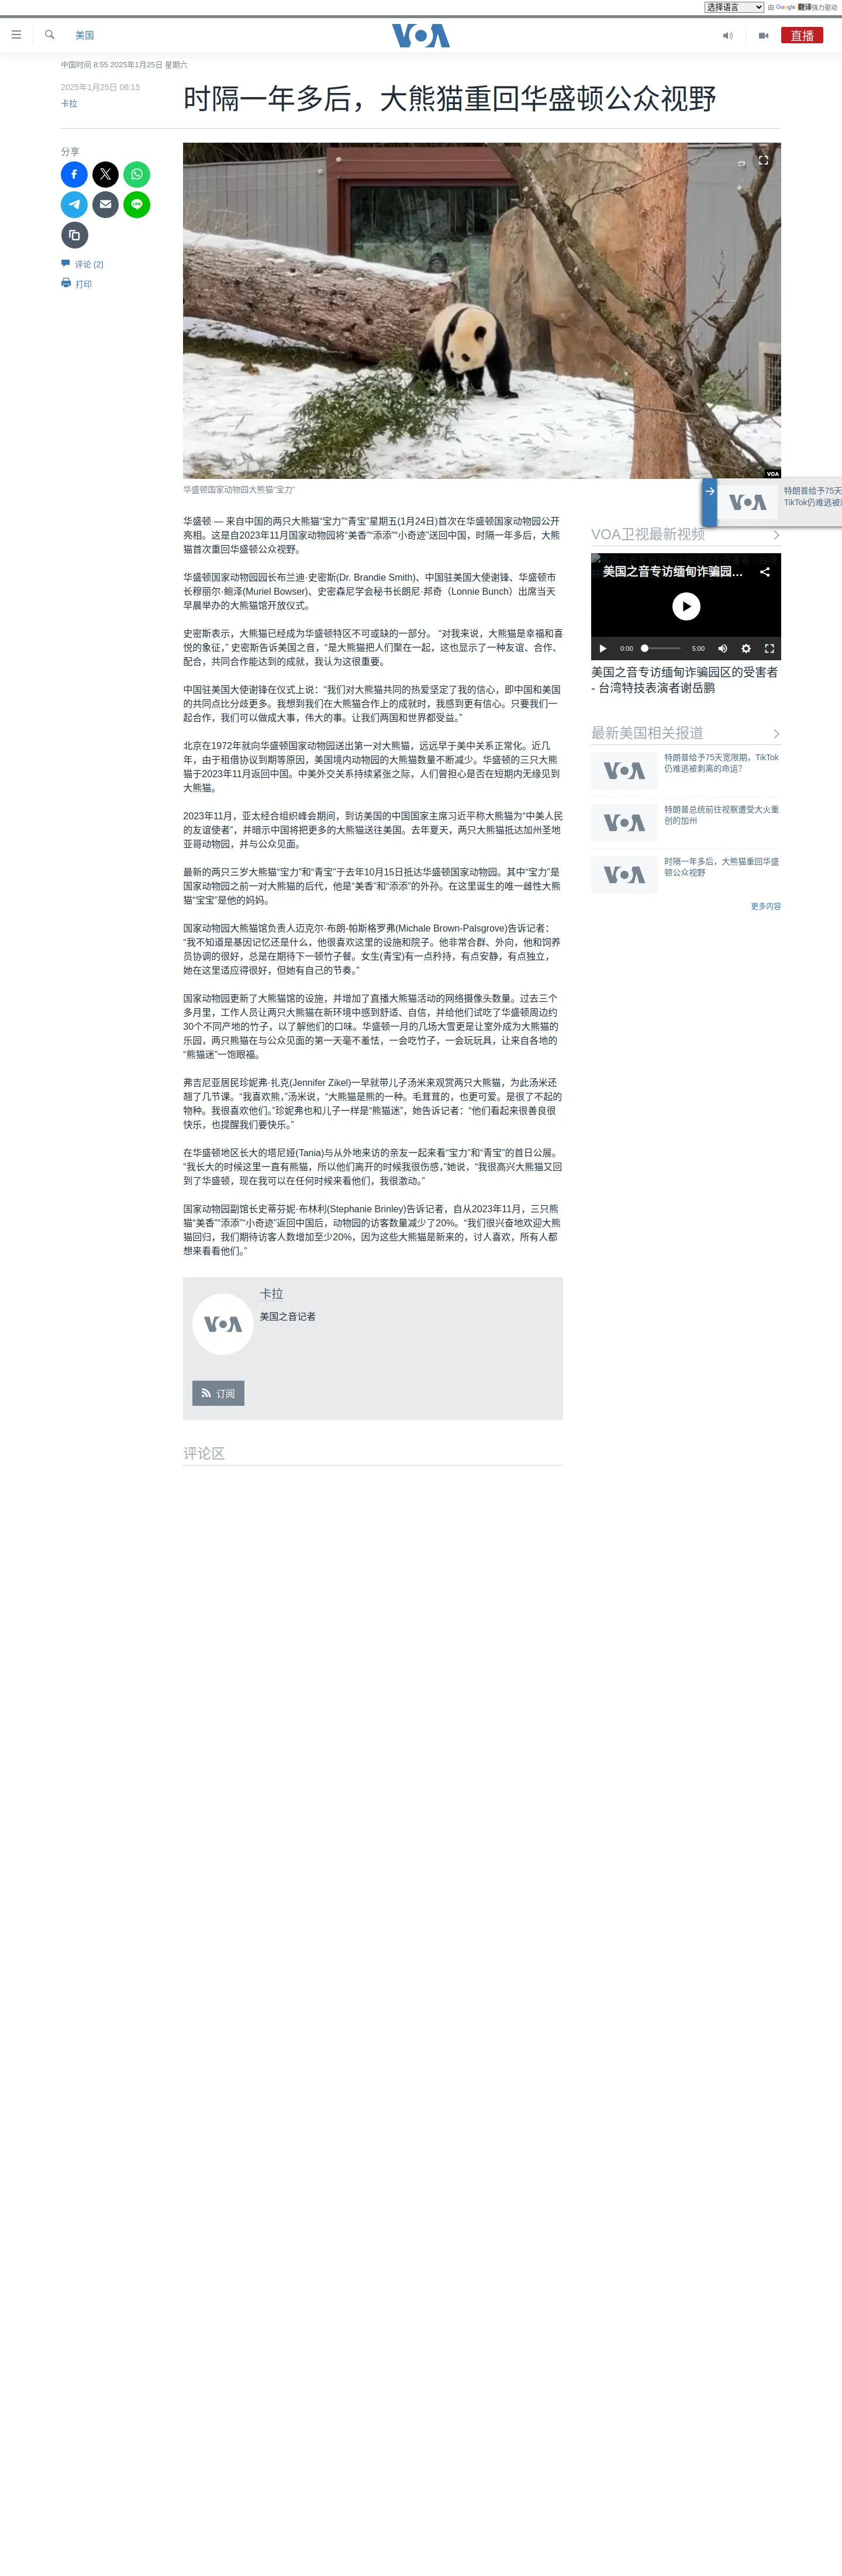 选择语言
由 Google 翻译强力驱动
美国
VOA
直播
中国时间 8:55 2025年1月25日 星期六
2025年1月25日 06:15
卡拉
时隔一年多后，大熊猫重回华盛顿公众视野
分享
评论 (2)
打印
VOA
华盛顿国家动物园大熊猫“宝力”
华盛顿 — 来自中国的两只大熊猫“宝力”“青宝”星期五(1月24日)首次在华盛顿国家动物园公开
亮相。这是自2023年11月国家动物园将“美香”“添添”“小奇迹”送回中国，时隔一年多后，大熊
猫首次重回华盛顿公众视野。
华盛顿国家动物园园长布兰迪·史密斯(Dr. Brandie Smith)、中国驻美国大使谢锋、华盛顿市
长穆丽尔·鲍泽(Muriel Bowser)、史密森尼学会秘书长朗尼·邦奇（Lonnie Bunch）出席当天
早晨举办的大熊猫馆开放仪式。
史密斯表示，大熊猫已经成为华盛顿特区不可或缺的一部分。 “对我来说，大熊猫是幸福和喜
悦的象征，” 史密斯告诉美国之音，“是大熊猫把人们聚在一起，这也显示了一种友谊、合作、
配合，共同合作能达到的成就，我认为这很重要。
中国驻美国大使谢锋在仪式上说：“我们对大熊猫共同的热爱坚定了我的信心，即中国和美国
的共同点比分歧更多。我想到我们在大熊猫合作上的成就时，我感到更有信心。只要我们一
起合作，我们可以做成大事，伟大的事。让我们两国和世界都受益。”
北京在1972年就向华盛顿国家动物园送出第一对大熊猫，远远早于美中关系正常化。近几
年，由于租借协议到期等原因，美国境内动物园的大熊猫数量不断减少。华盛顿的三只大熊
猫于2023年11月返回中国。中美外交关系持续紧张之际，人们曾担心是否在短期内无缘见到
大熊猫。
2023年11月，亚太经合组织峰会期间，到访美国的中国国家主席习近平称大熊猫为“中美人民
的友谊使者”，并暗示中国将把更多的大熊猫送往美国。去年夏天，两只大熊猫抵达加州圣地
亚哥动物园，并与公众见面。
最新的两只三岁大熊猫“宝力”和“青宝”于去年10月15日抵达华盛顿国家动物园。其中“宝力”是
国家动物园之前一对大熊猫的后代，他是“美香”和“添添”的外孙。在这里诞生的唯一雌性大熊
猫“宝宝”是他的妈妈。
国家动物园大熊猫馆负责人迈克尔·布朗-帕斯格罗弗(Michale Brown-Palsgrove)告诉记者：
“我不知道是基因记忆还是什么，他很喜欢这里的设施和院子。他非常合群、外向，他和饲养
员协调的很好，总是在期待下一顿竹子餐。女生(青宝)有一点矜持，有点安静，有点独立，
她在这里适应得很好，但她有自己的节奏。”
国家动物园更新了大熊猫馆的设施，并增加了直播大熊猫活动的网络摄像头数量。过去三个
多月里，工作人员让两只大熊猫在新环境中感到舒适、自信，并给他们试吃了华盛顿周边约
30个不同产地的竹子，以了解他们的口味。华盛顿一月的几场大雪更是让室外成为大熊猫的
乐园，两只熊猫在与公众见面的第一天毫不羞怯，一会吃竹子，一会玩玩具，让来自各地的
“熊猫迷”一饱眼福。
弗吉尼亚居民珍妮弗·扎克(Jennifer Zikel)一早就带儿子汤米来观赏两只大熊猫，为此汤米还
翘了几节课。“我喜欢熊，”汤米说，“大熊猫是熊的一种。毛茸茸的，也更可爱。是很了不起的
物种。我很喜欢他们。”珍妮弗也和儿子一样是“熊猫迷”，她告诉记者：“他们看起来很善良很
快乐，也提醒我们要快乐。”
在华盛顿地区长大的塔尼娅(Tania)与从外地来访的亲友一起来看“宝力”和“青宝”的首日公展。
“我长大的时候这里一直有熊猫，所以他们离开的时候我很伤感，”她说，“我很高兴大熊猫又回
到了华盛顿，现在我可以在任何时候来看他们，我很激动。”
国家动物园副馆长史蒂芬妮·布林利(Stephanie Brinley)告诉记者，自从2023年11月，三只熊
猫“美香”“添添”“小奇迹”返回中国后，动物园的访客数量减少了20%。“我们很兴奋地欢迎大熊
猫回归，我们期待访客人数增加至少20%，因为这些大熊猫是新来的，讨人喜欢，所有人都
想来看看他们。”
VOA
卡拉
美国之音记者
订阅
评论区
VOA
特朗普给予75天
TikTok仍难逃被
VOA卫视最新视频
美国之音专访缅甸诈骗园…
0:00
5:00
美国之音专访缅甸诈骗园区的受害者
- 台湾特技表演者谢岳鹏
最新美国相关报道
VOA
特朗普给予75天宽限期，TikTok
仍难逃被剥离的命运？
VOA
特朗普总统前往视察遭受大火重
创的加州
VOA
时隔一年多后，大熊猫重回华盛
顿公众视野
更多内容